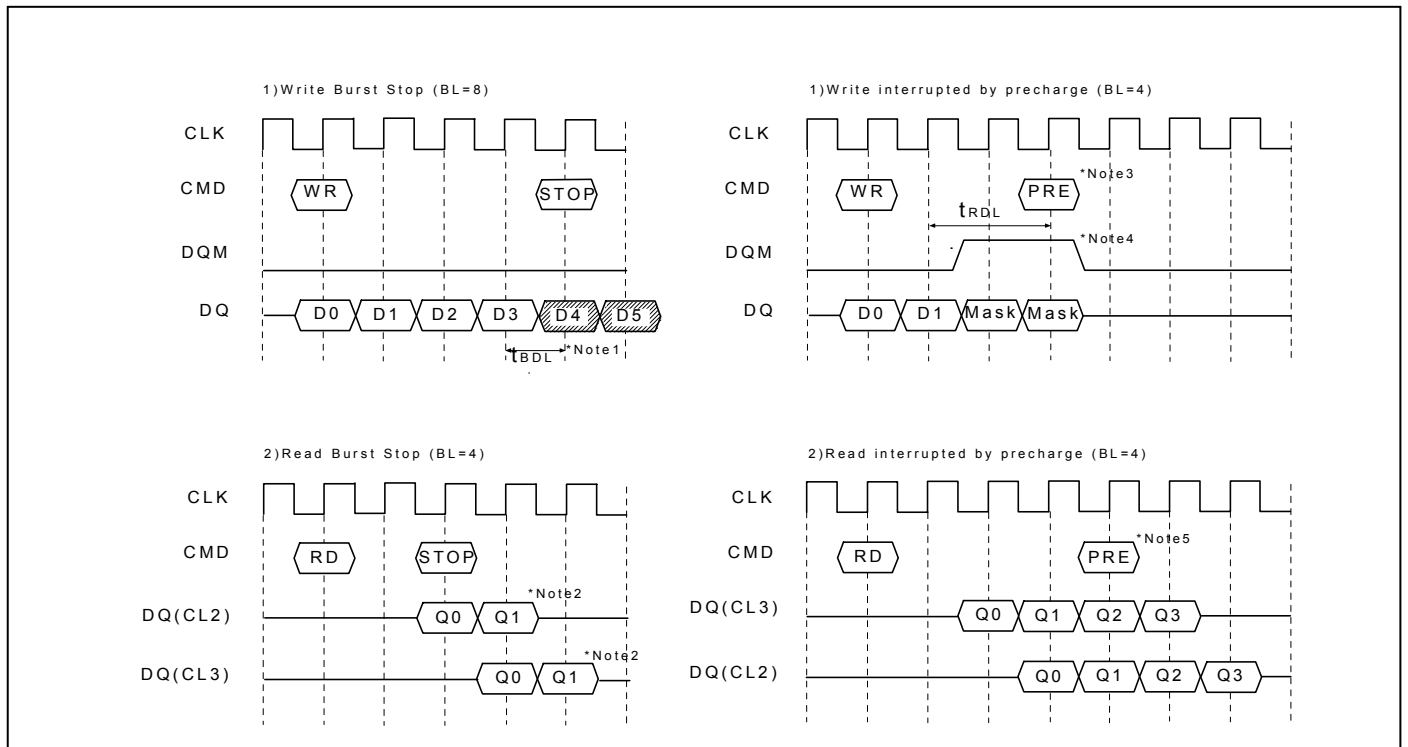 1)Write Burst Stop (BL=8)
CLK
CMD WR STOP
DQM
DQ D0 D1 D2 D3 D4 D5
tBDL *Note1
1)Write interrupted by precharge (BL=4)
CLK
CMD WR PRE *Note3
tRDL
DQM *Note4
DQ D0 D1 Mask Mask
2)Read Burst Stop (BL=4)
CLK
CMD RD STOP
DQ(CL2) Q0 Q1 *Note2
DQ(CL3) Q0 Q1 *Note2
2)Read interrupted by precharge (BL=4)
CLK
CMD RD PRE *Note5
DQ(CL3) Q0 Q1 Q2 Q3
DQ(CL2) Q0 Q1 Q2 Q3